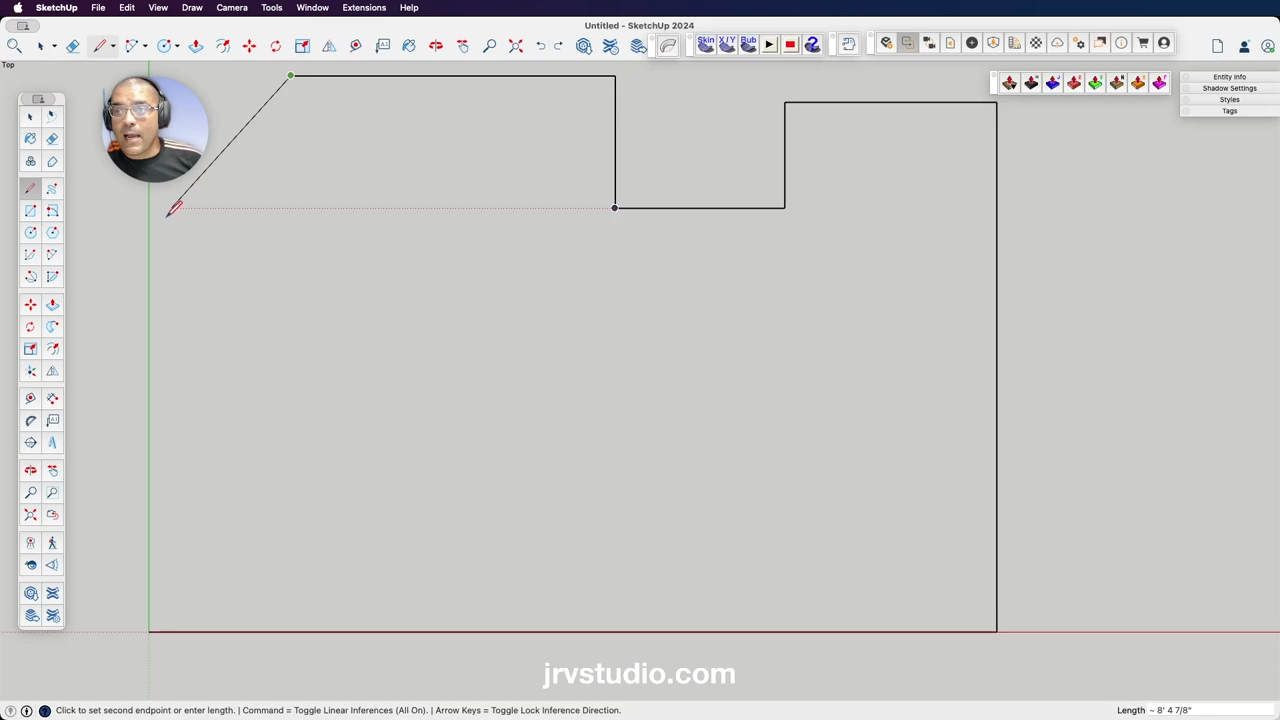 SketchUp File Edit View Draw Camera Tools Window Extensions Help
Untitled - SketchUp 2024
Skin X/Y Bub
Top
Entity Info
Shadow Settings
Styles
Tags
jrvstudio.com
Click to set second endpoint or enter length. | Command = Toggle Linear Inferences (All On). | Arrow Keys = Toggle Lock Inference Direction.
Length ~ 8' 4 7/8"